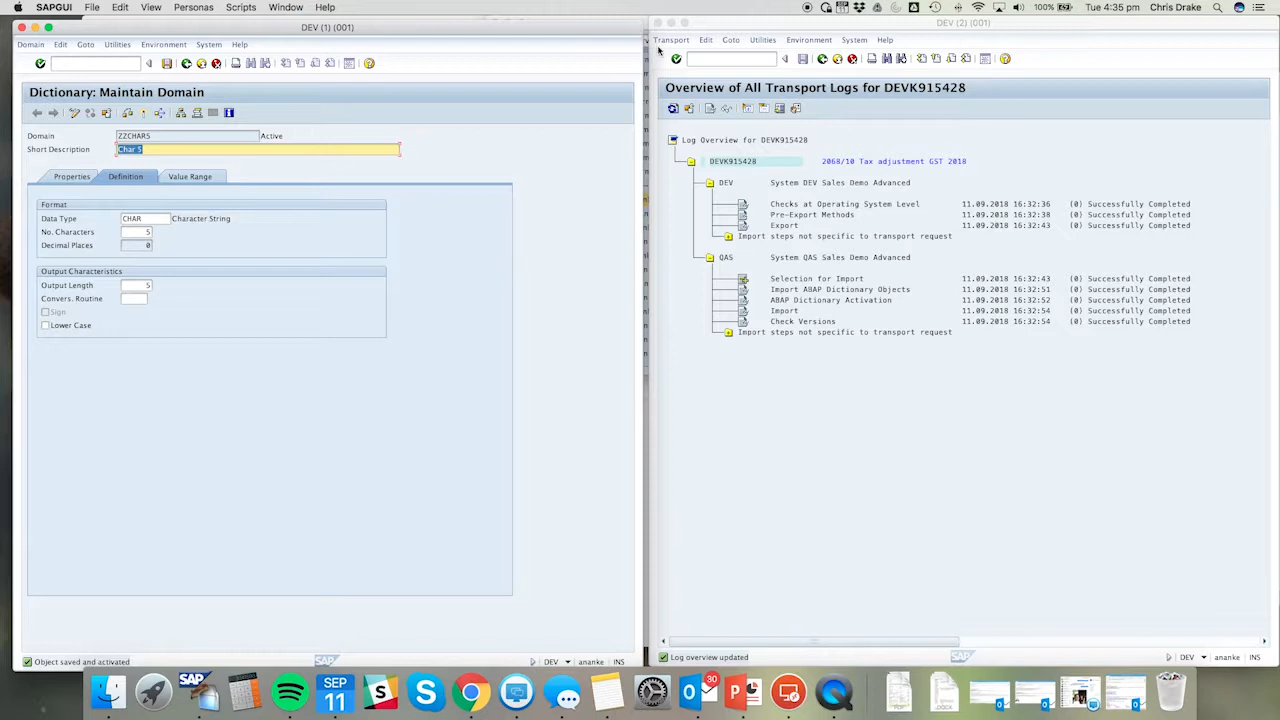 SAPGUI File Edit View Personas Scripts Window Help
100% Tue 4:35 pm Chris Drake
DEV (1) (001)
Domain Edit Goto Utilities Environment System Help
Dictionary: Maintain Domain
Domain ZZCHAR5 Active
Short Description Char 5
Properties Definition Value Range
Format
Data Type CHAR Character String
No. Characters 5
Decimal Places 0
Output Characteristics
Output Length 5
Convers. Routine
Sign
Lower Case
Object saved and activated
SAP
DEV ananke INS
DEV (2) (001)
Transport Edit Goto Utilities Environment System Help
Overview of All Transport Logs for DEVK915428
Log Overview for DEVK915428
DEVK915428 2068/10 Tax adjustment GST 2018
DEV System DEV Sales Demo Advanced
Checks at Operating System Level 11.09.2018 16:32:36 (0) Successfully Completed
Pre-Export Methods 11.09.2018 16:32:38 (0) Successfully Completed
Export 11.09.2018 16:32:43 (0) Successfully Completed
Import steps not specific to transport request
QAS System QAS Sales Demo Advanced
Selection for Import 11.09.2018 16:32:43 (0) Successfully Completed
Import ABAP Dictionary Objects 11.09.2018 16:32:51 (0) Successfully Completed
ABAP Dictionary Activation 11.09.2018 16:32:52 (0) Successfully Completed
Import 11.09.2018 16:32:54 (0) Successfully Completed
Check Versions 11.09.2018 16:32:54 (0) Successfully Completed
Import steps not specific to transport request
Log overview updated
SAP
DEV ananke INS
SAP
SEP
11
30